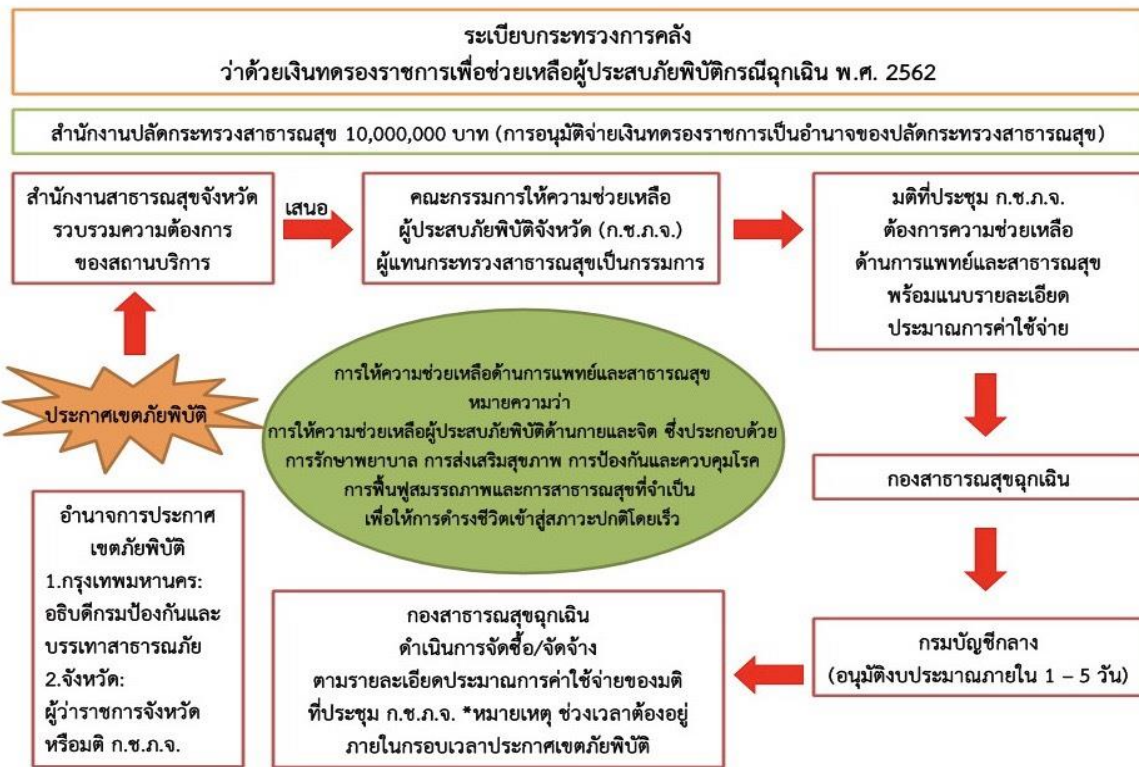 ระเบียบกระทรวงการคลัง
ว่าด้วยเงินทดรองราชการเพื่อช่วยเหลือผู้ประสบภัยพิบัติกรณีฉุกเฉิน พ.ศ. 2562
สำนักงานปลัดกระทรวงสาธารณสุข 10,000,000 บาท (การอนุมัติจ่ายเงินทดรองราชการเป็นอำนาจของปลัดกระทรวงสาธารณสุข)
สำนักงานสาธารณสุขจังหวัด
รวบรวมความต้องการ
ของสถานบริการ
เสนอ
คณะกรรมการให้ความช่วยเหลือ
ผู้ประสบภัยพิบัติจังหวัด (ก.ช.ภ.จ.)
ผู้แทนกระทรวงสาธารณสุขเป็นกรรมการ
มติที่ประชุม ก.ช.ภ.จ.
ต้องการความช่วยเหลือ
ด้านการแพทย์และสาธารณสุข
พร้อมแนบรายละเอียด
ประมาณการค่าใช้จ่าย
ประกาศเขตภัยพิบัติ
การให้ความช่วยเหลือด้านการแพทย์และสาธารณสุข
หมายความว่า
การให้ความช่วยเหลือผู้ประสบภัยพิบัติด้านกายและจิต ซึ่งประกอบด้วย
การรักษาพยาบาล การส่งเสริมสุขภาพ การป้องกันและควบคุมโรค
การฟื้นฟูสมรรถภาพและการสาธารณสุขที่จำเป็น
เพื่อให้การดำรงชีวิตเข้าสู่สภาวะปกติโดยเร็ว
กองสาธารณสุขฉุกเฉิน
อำนาจการประกาศ
เขตภัยพิบัติ
1.กรุงเทพมหานคร:
อธิบดีกรมป้องกันและ
บรรเทาสาธารณภัย
2.จังหวัด:
ผู้ว่าราชการจังหวัด
หรือมติ ก.ช.ภ.จ.
กองสาธารณสุขฉุกเฉิน
ดำเนินการจัดซื้อ/จัดจ้าง
ตามรายละเอียดประมาณการค่าใช้จ่ายของมติ
ที่ประชุม ก.ช.ภ.จ. *หมายเหตุ ช่วงเวลาต้องอยู่
ภายในกรอบเวลาประกาศเขตภัยพิบัติ
กรมบัญชีกลาง
(อนุมัติงบประมาณภายใน 1 – 5 วัน)